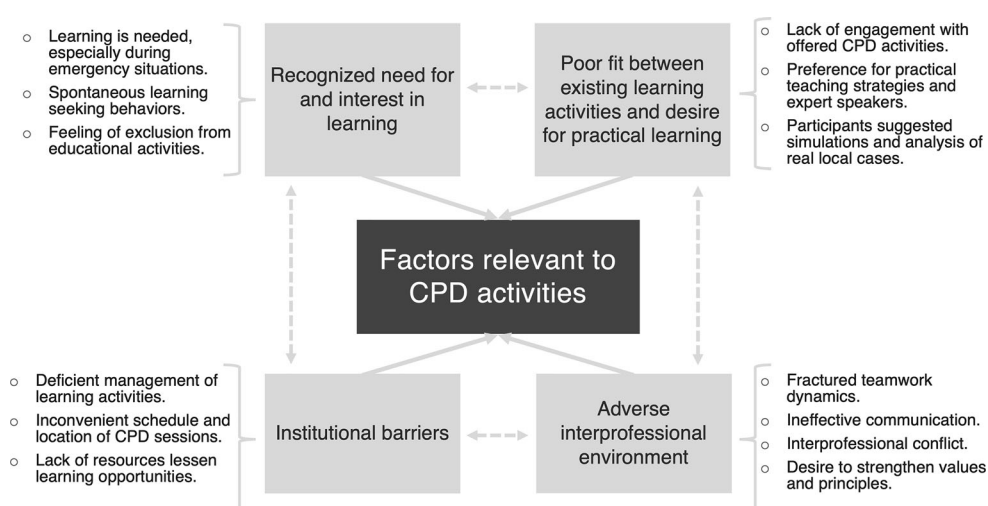 ○ Learning is needed,
especially during
emergency situations.
○ Spontaneous learning
seeking behaviors.
○ Feeling of exclusion from
educational activities.
Recognized need for
and interest in
learning
Poor fit between
existing learning
activities and desire
for practical learning
○ Lack of engagement with
offered CPD activities.
○ Preference for practical
teaching strategies and
expert speakers.
○ Participants suggested
simulations and analysis of
real local cases.
Factors relevant to
CPD activities
○ Deficient management of
learning activities.
○ Inconvenient schedule and
location of CPD sessions.
○ Lack of resources lessen
learning opportunities.
Institutional barriers
Adverse
interprofessional
environment
○ Fractured teamwork
dynamics.
○ Ineffective communication.
○ Interprofessional conflict.
○ Desire to strengthen values
and principles.